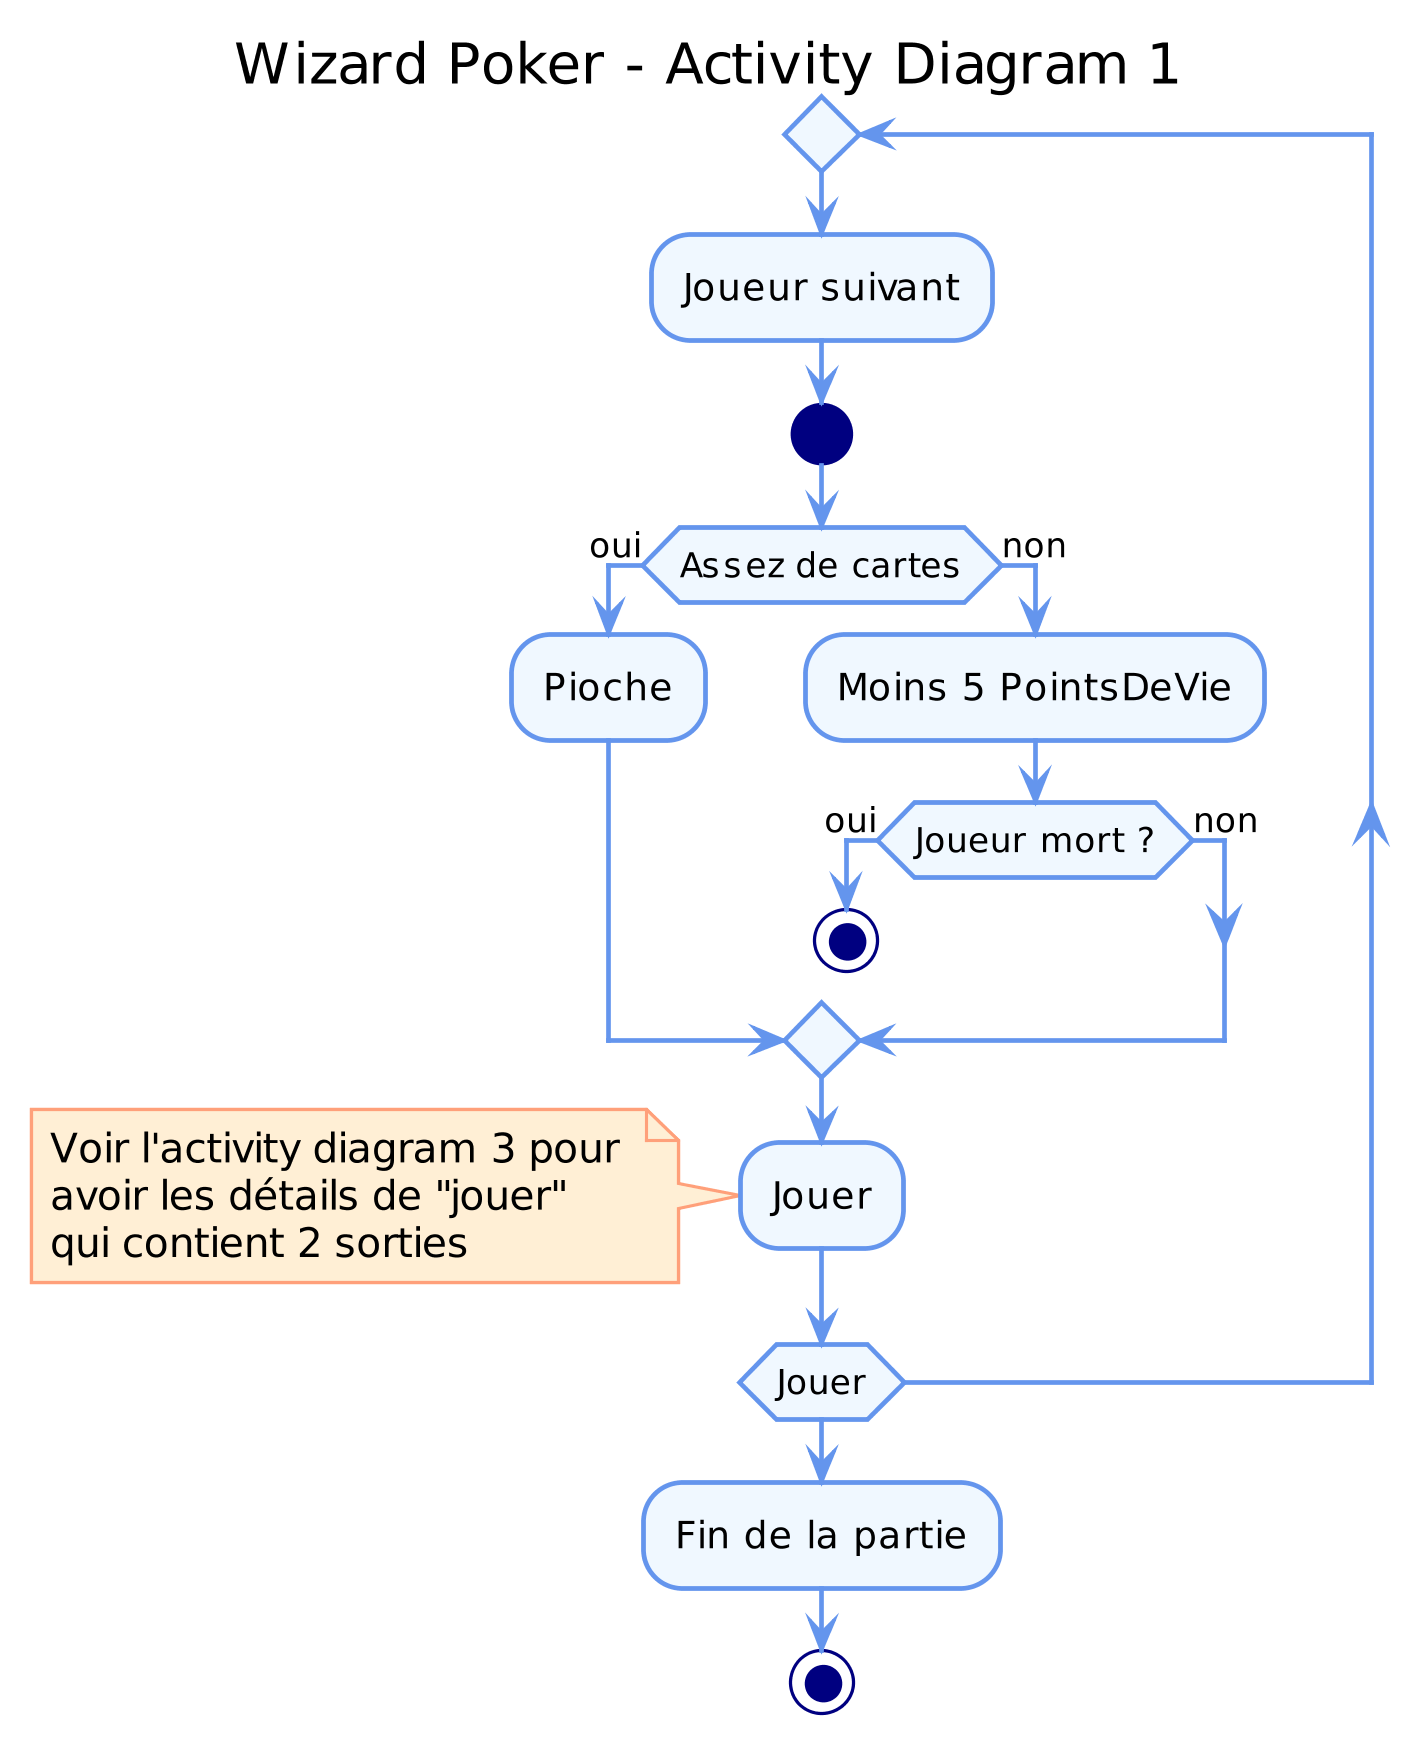 Wizard Poker - Activity Diagram 1
Joueur suivant
oui
Assez de cartes
non
Pioche
Moins 5 PointsDeVie
oui
Joueur mort ?
non
Voir l'activity diagram 3 pour
avoir les détails de "jouer"
qui contient 2 sorties
Jouer
Jouer
Fin de la partie